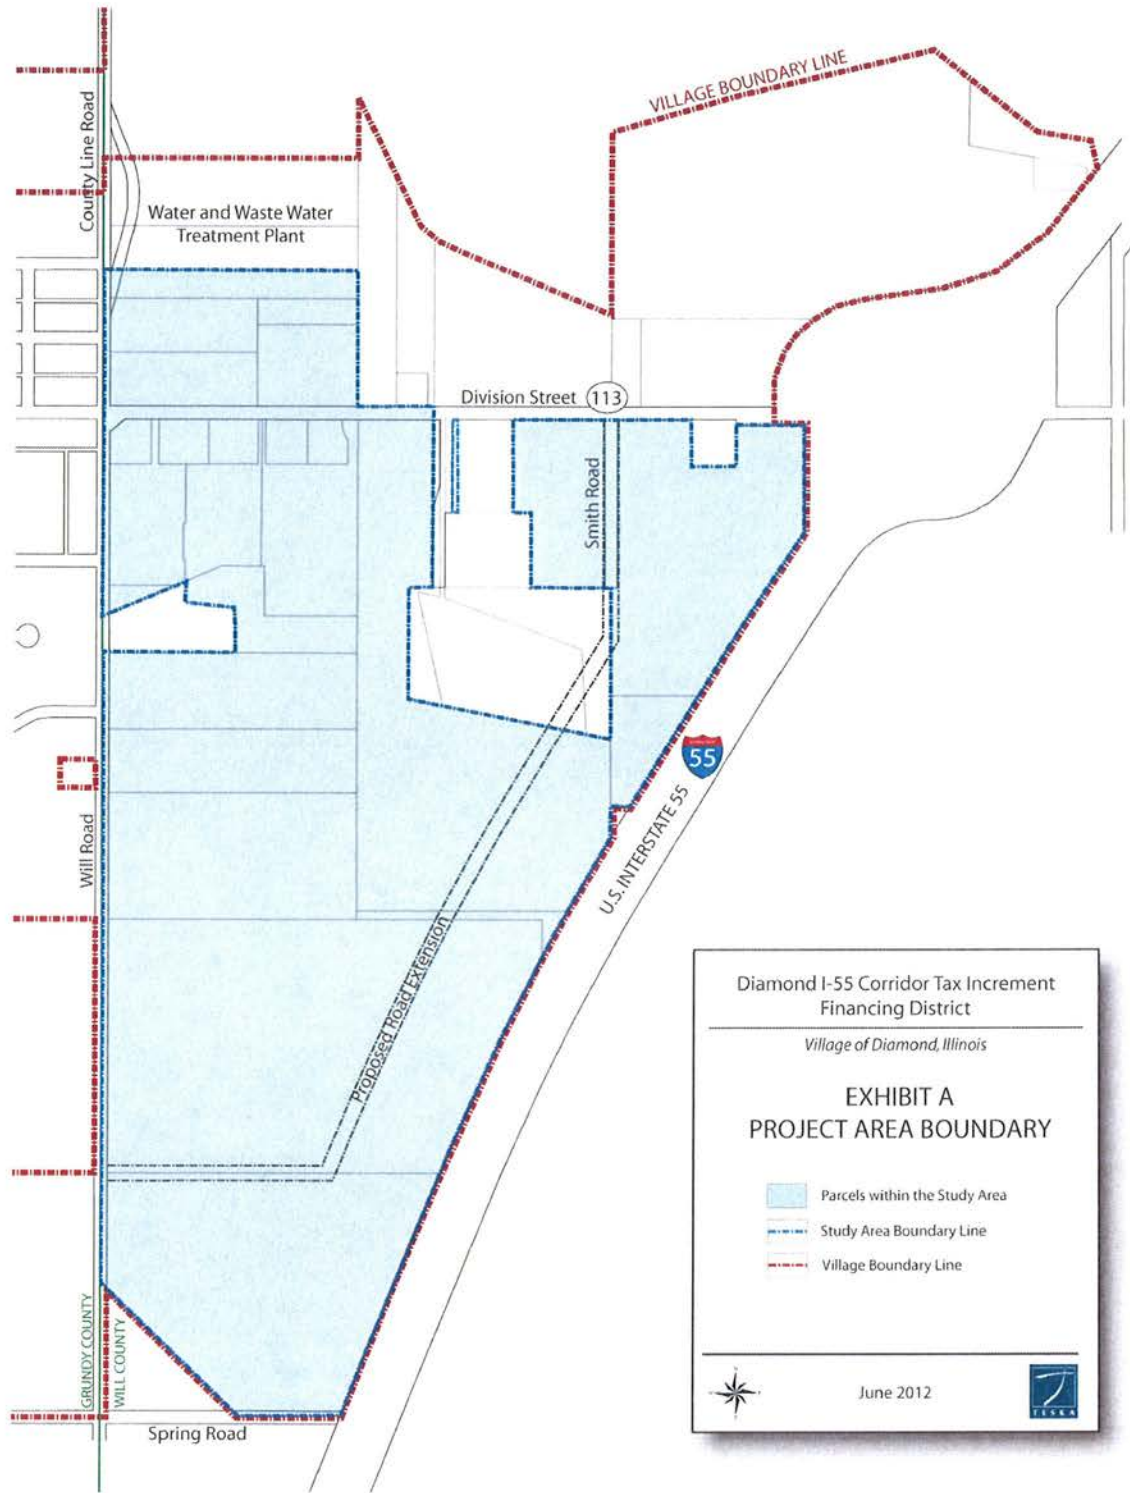 VILLAGE BOUNDARY LINE
County Line Road
Water and Waste Water
Treatment Plant
Division Street
113
Smith Road
55
U.S. INTERSTATE 55
Will Road
Proposed Road Extension
GRUNDY COUNTY
WILL COUNTY
Spring Road
Diamond I-55 Corridor Tax Increment
Financing District
Village of Diamond, Illinois
EXHIBIT A
PROJECT AREA BOUNDARY
Parcels within the Study Area
Study Area Boundary Line
Village Boundary Line
June 2012
TESKA